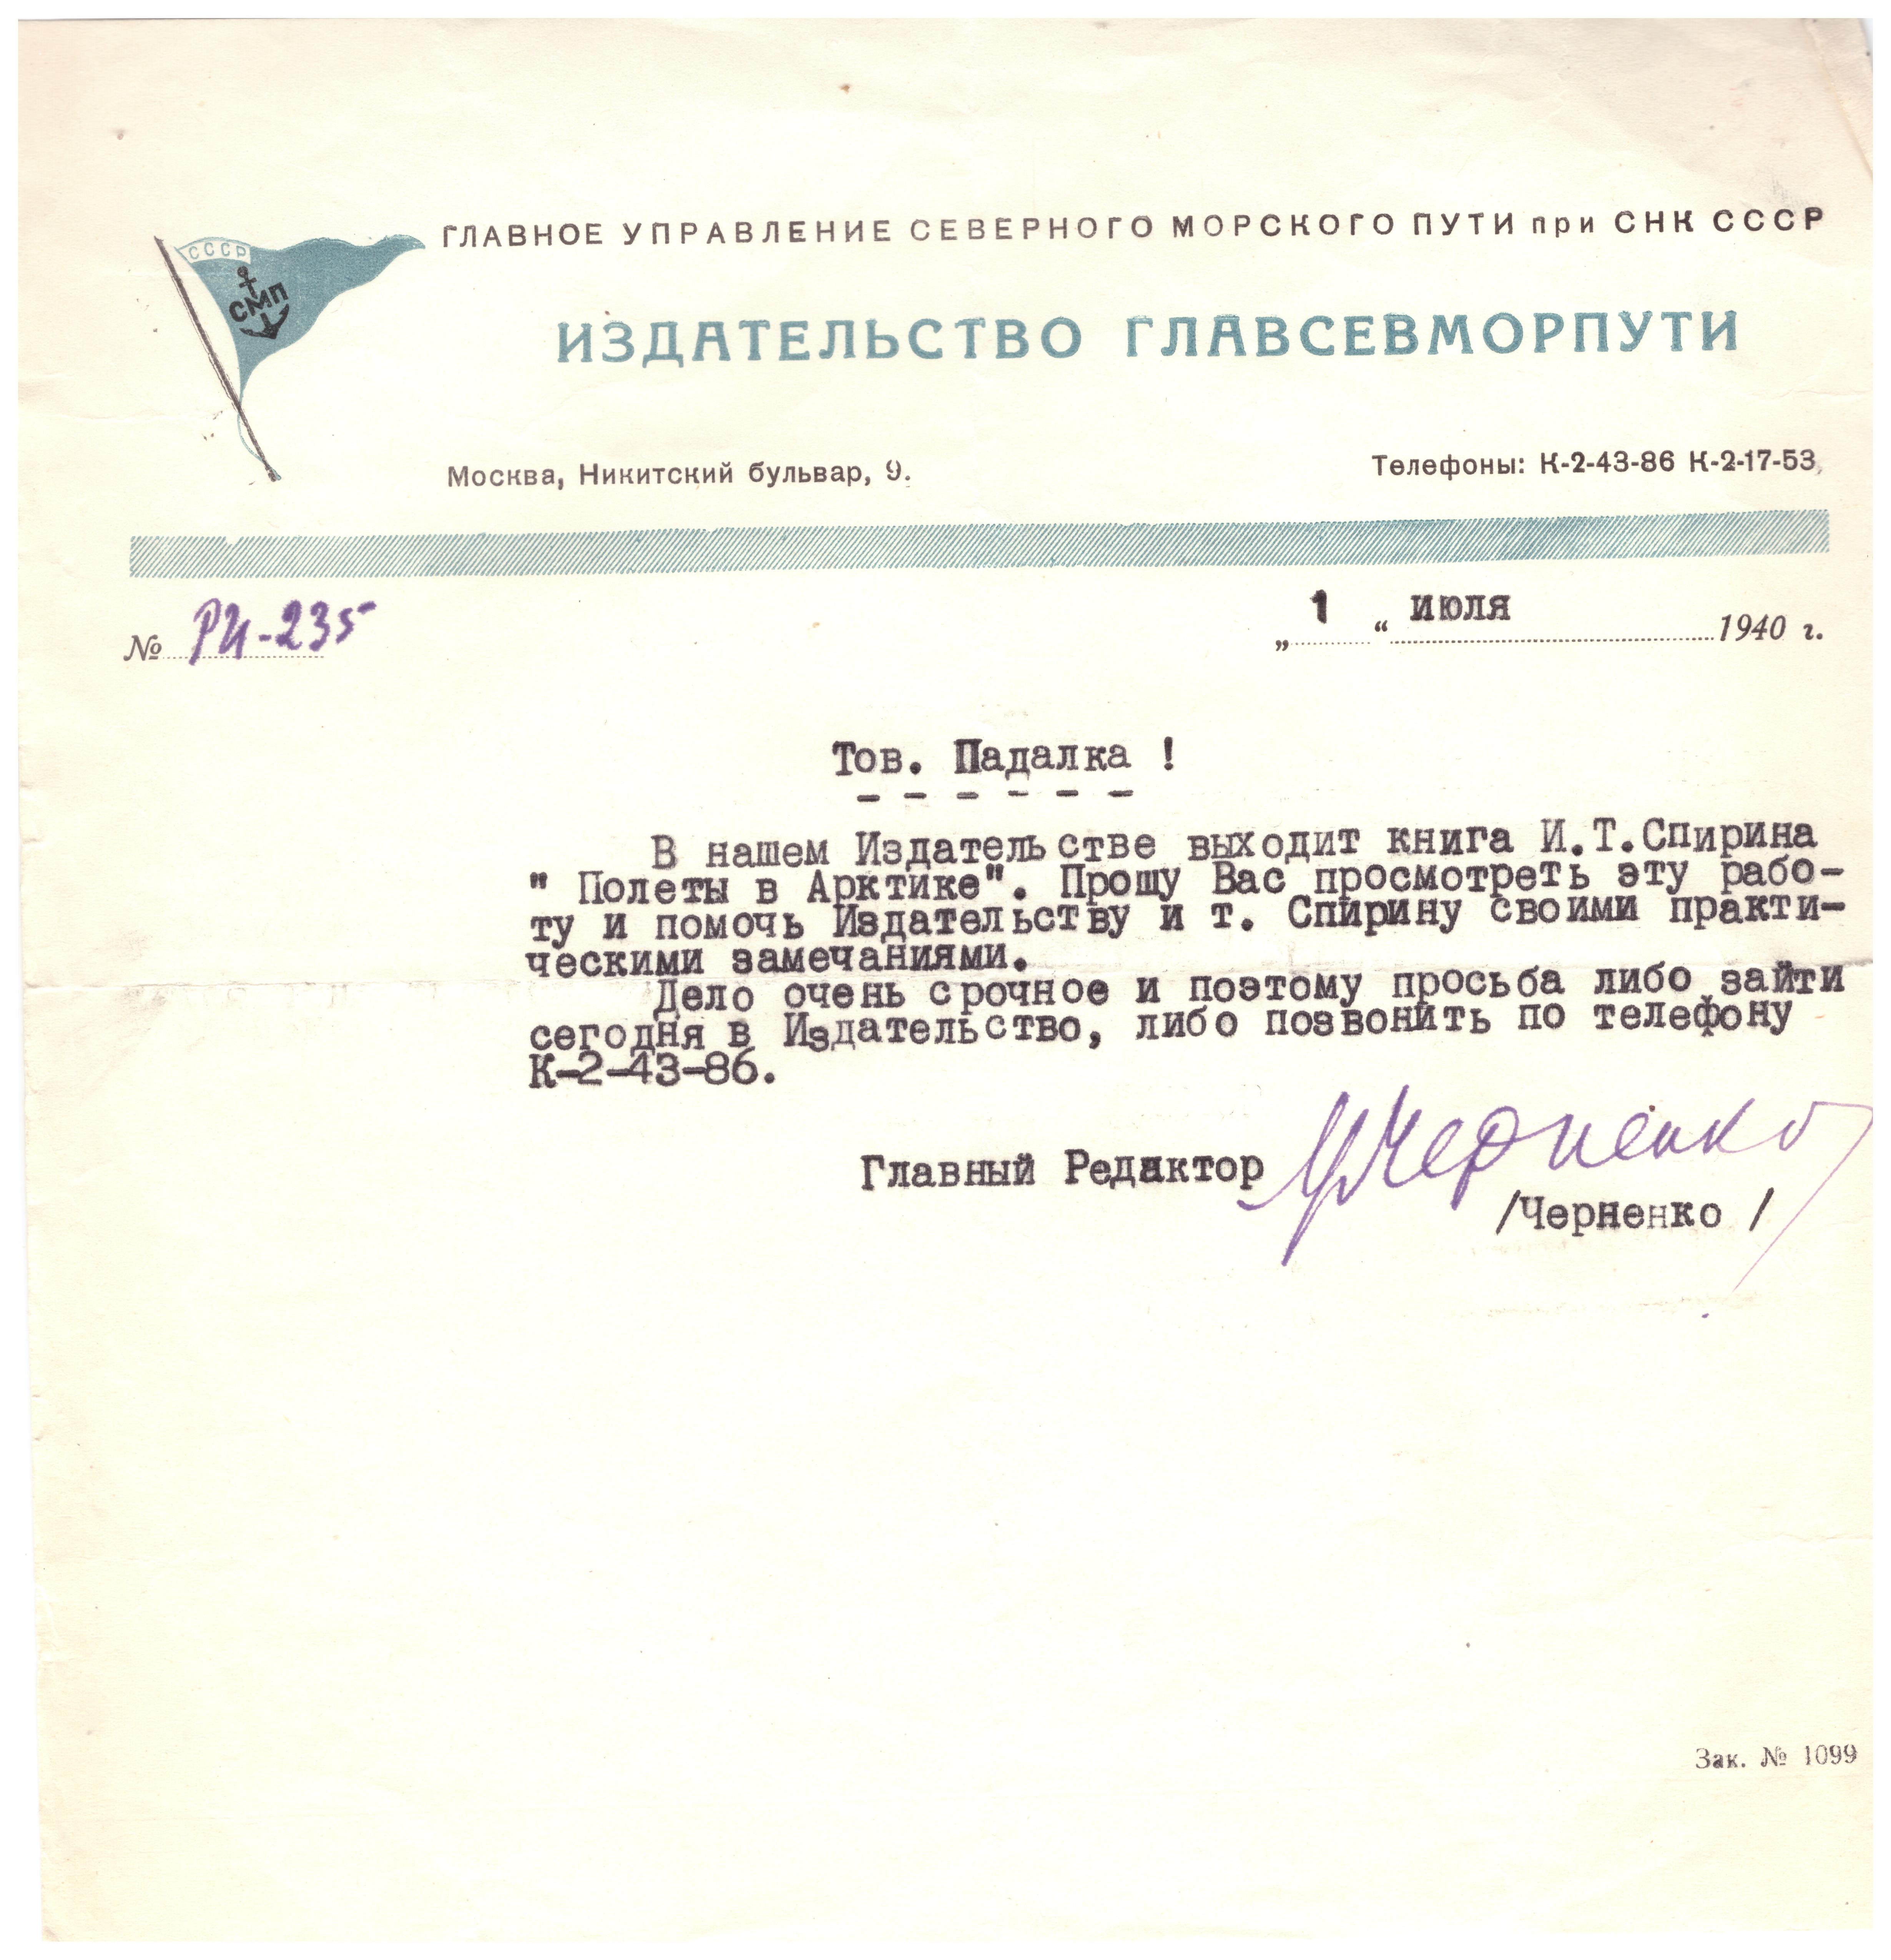 СССР
СМП
ГЛАВНОЕ УПРАВЛЕНИЕ СЕВЕРНОГО МОРСКОГО ПУТИ при СНК СССР
ИЗДАТЕЛЬСТВО ГЛАВСЕВМОРПУТИ
Москва, Никитский бульвар, 9. Телефоны: К-2-43-86 К-2-17-53
№ РИ-235 „ 1 “ июля 1940 г.
Тов. Падалка !
В нашем Издательстве выходит книга И.Т.Спирина
" Полеты в Арктике". Прошу Вас просмотреть эту рабо-
ту и помочь Издательству и т. Спирину своими практи-
ческими замечаниями.
Дело очень срочное и поэтому просьба либо зайти
сегодня в Издательство, либо позвонить по телефону
К-2-43-86.
Главный Редактор Черненко
/Черненко /
Зак. № 1099